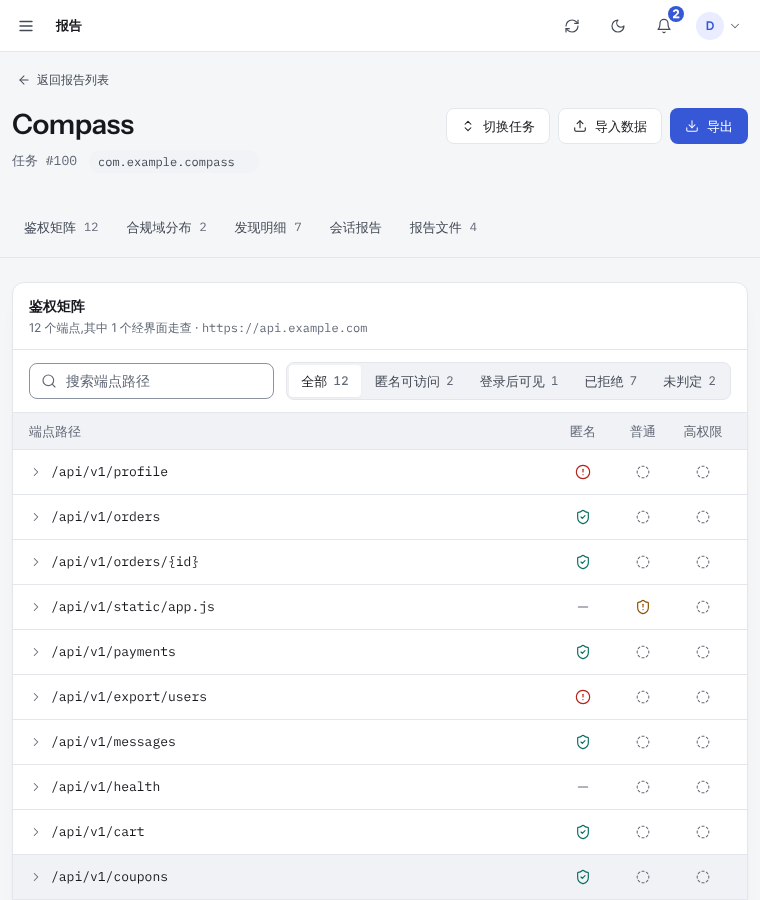 报告
2
D
返回报告列表
Compass
切换任务
导入数据
导出
任务 #100 com.example.compass
鉴权矩阵 12 合规域分布 2 发现明细 7 会话报告 报告文件 4
鉴权矩阵
12 个端点,其中 1 个经界面走查 · https://api.example.com
搜索端点路径
全部 12 匿名可访问 2 登录后可见 1 已拒绝 7 未判定 2
端点路径 匿名 普通 高权限
/api/v1/profile
/api/v1/orders
/api/v1/orders/{id}
/api/v1/static/app.js
/api/v1/payments
/api/v1/export/users
/api/v1/messages
/api/v1/health
/api/v1/cart
/api/v1/coupons